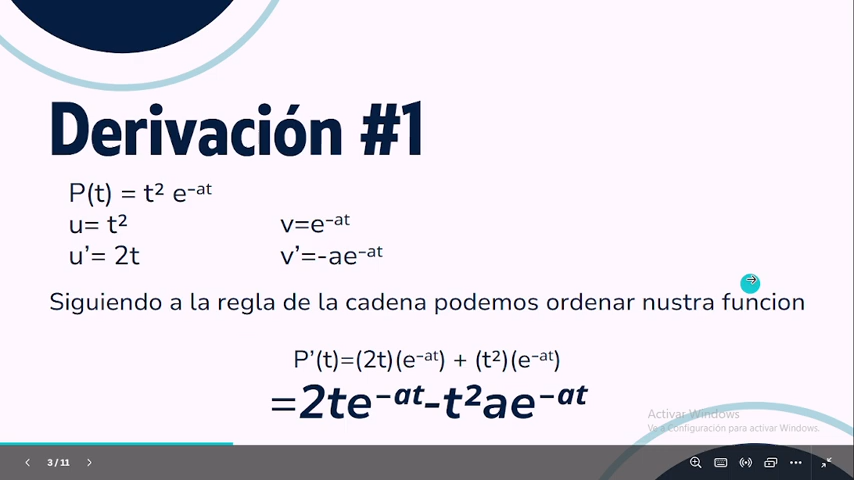 Derivación #1
P(t) = t² e⁻ᵃᵗ
u= t² v=e⁻ᵃᵗ
u’= 2t v’=-ae⁻ᵃᵗ
Siguiendo a la regla de la cadena podemos ordenar nustra funcion
P’(t)=(2t)(e⁻ᵃᵗ) + (t²)(e⁻ᵃᵗ)
=2te⁻ᵃᵗ-t²ae⁻ᵃᵗ
Activar Windows
Ve a Configuración para activar Windows.
3 / 11